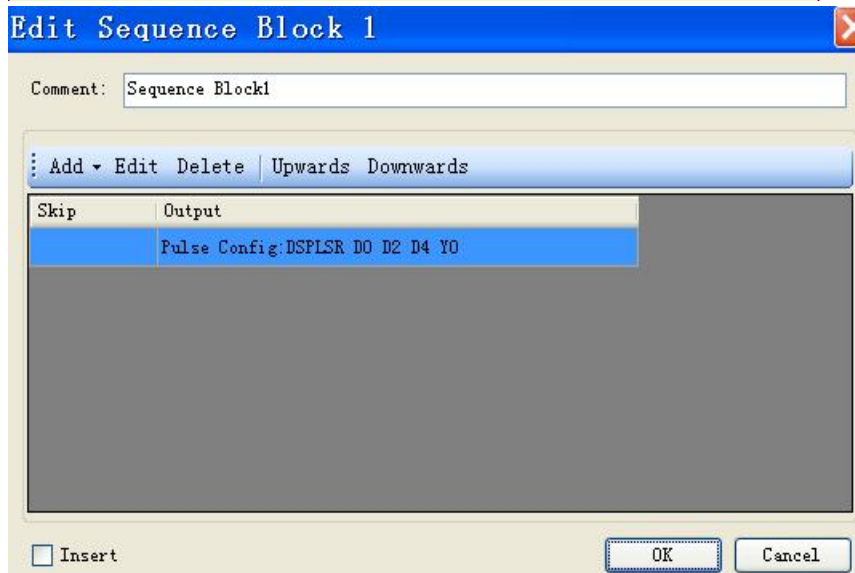 Edit Sequence Block 1
Comment: Sequence Block1
Add Edit Delete Upwards Downwards
Skip Output
Pulse Config:DSPLSR D0 D2 D4 Y0
Insert OK Cancel